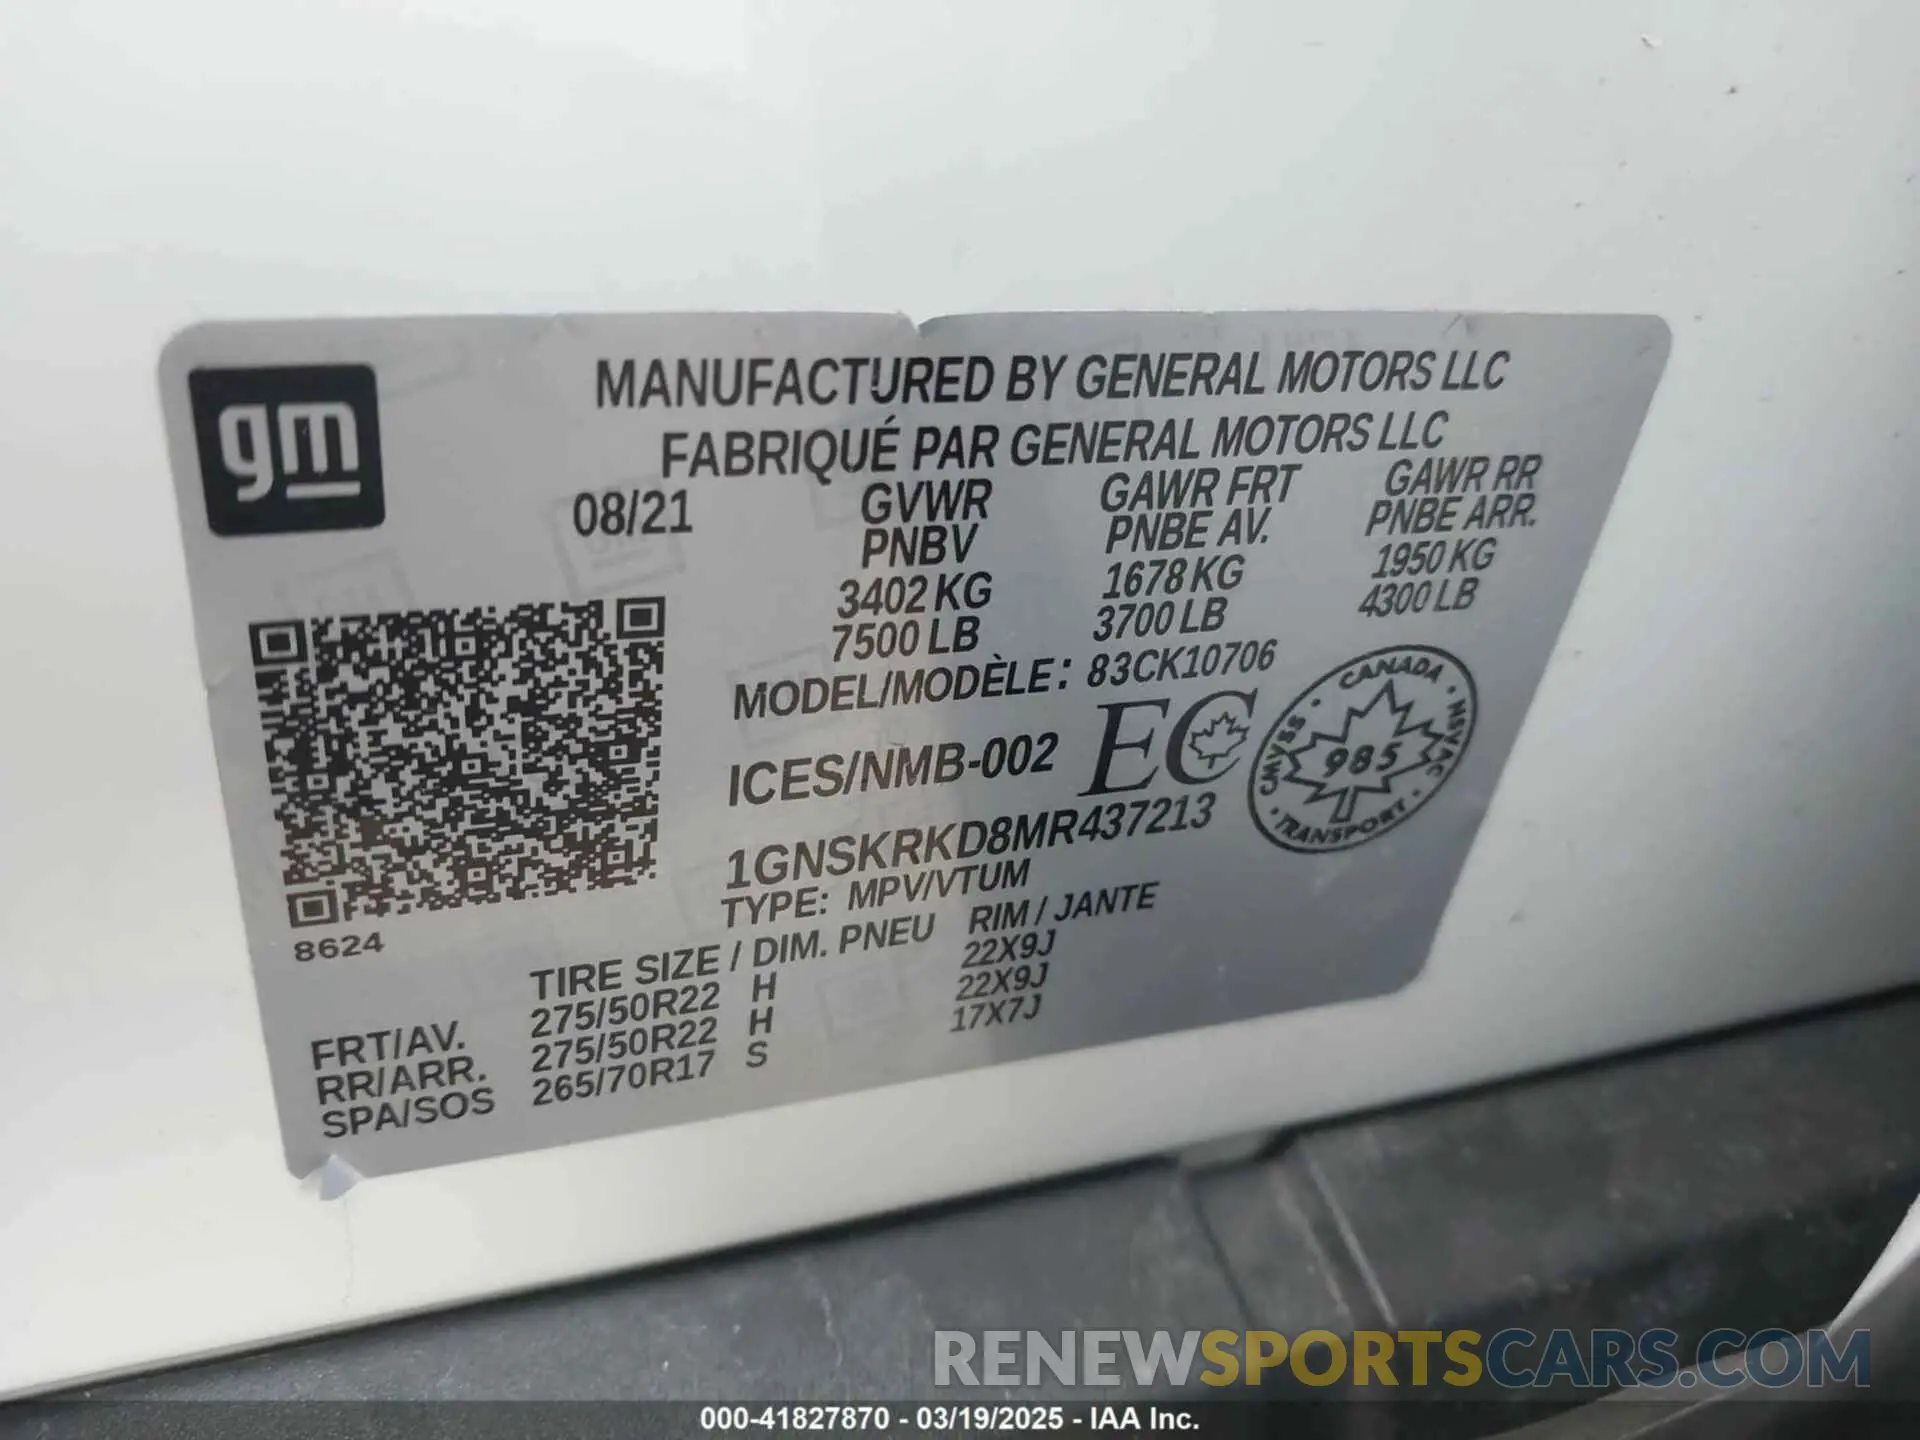 gm
MANUFACTURED BY GENERAL MOTORS LLC
FABRIQUÉ PAR GENERAL MOTORS LLC
08/21 GVWR GAWR FRT GAWR RR
PNBV PNBE AV. PNBE ARR.
3402 KG 1678 KG 1950 KG
7500 LB 3700 LB 4300 LB
MODEL/MODÈLE: 83CK10706
ICES/NMB-002 EC
CANADA · NSVAC · TRANSPORT · CMVSS ·
985
1GNSKRKD8MR437213
TYPE: MPV/VTUM
8624
TIRE SIZE / DIM. PNEU RIM / JANTE
FRT/AV. 275/50R22 H 22X9J
RR/ARR. 275/50R22 H 22X9J
SPA/SOS 265/70R17 S 17X7J
RENEWSPORTSCARS.COM
000-41827870 - 03/19/2025 - IAA Inc.